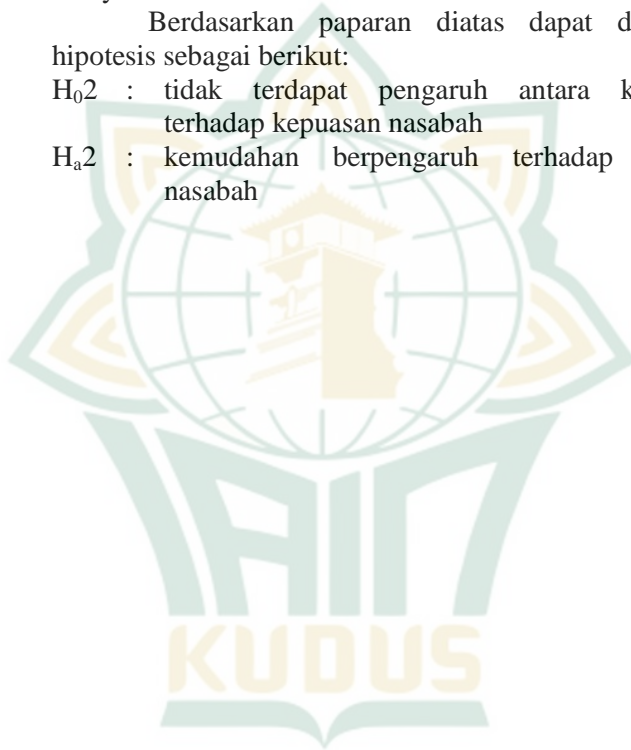 Berdasarkan paparan diatas dapat d
hipotesis sebagai berikut:
H₀2 : tidak terdapat pengaruh antara k
terhadap kepuasan nasabah
Hₐ2 : kemudahan berpengaruh terhadap
nasabah
IAIN
KUDUS